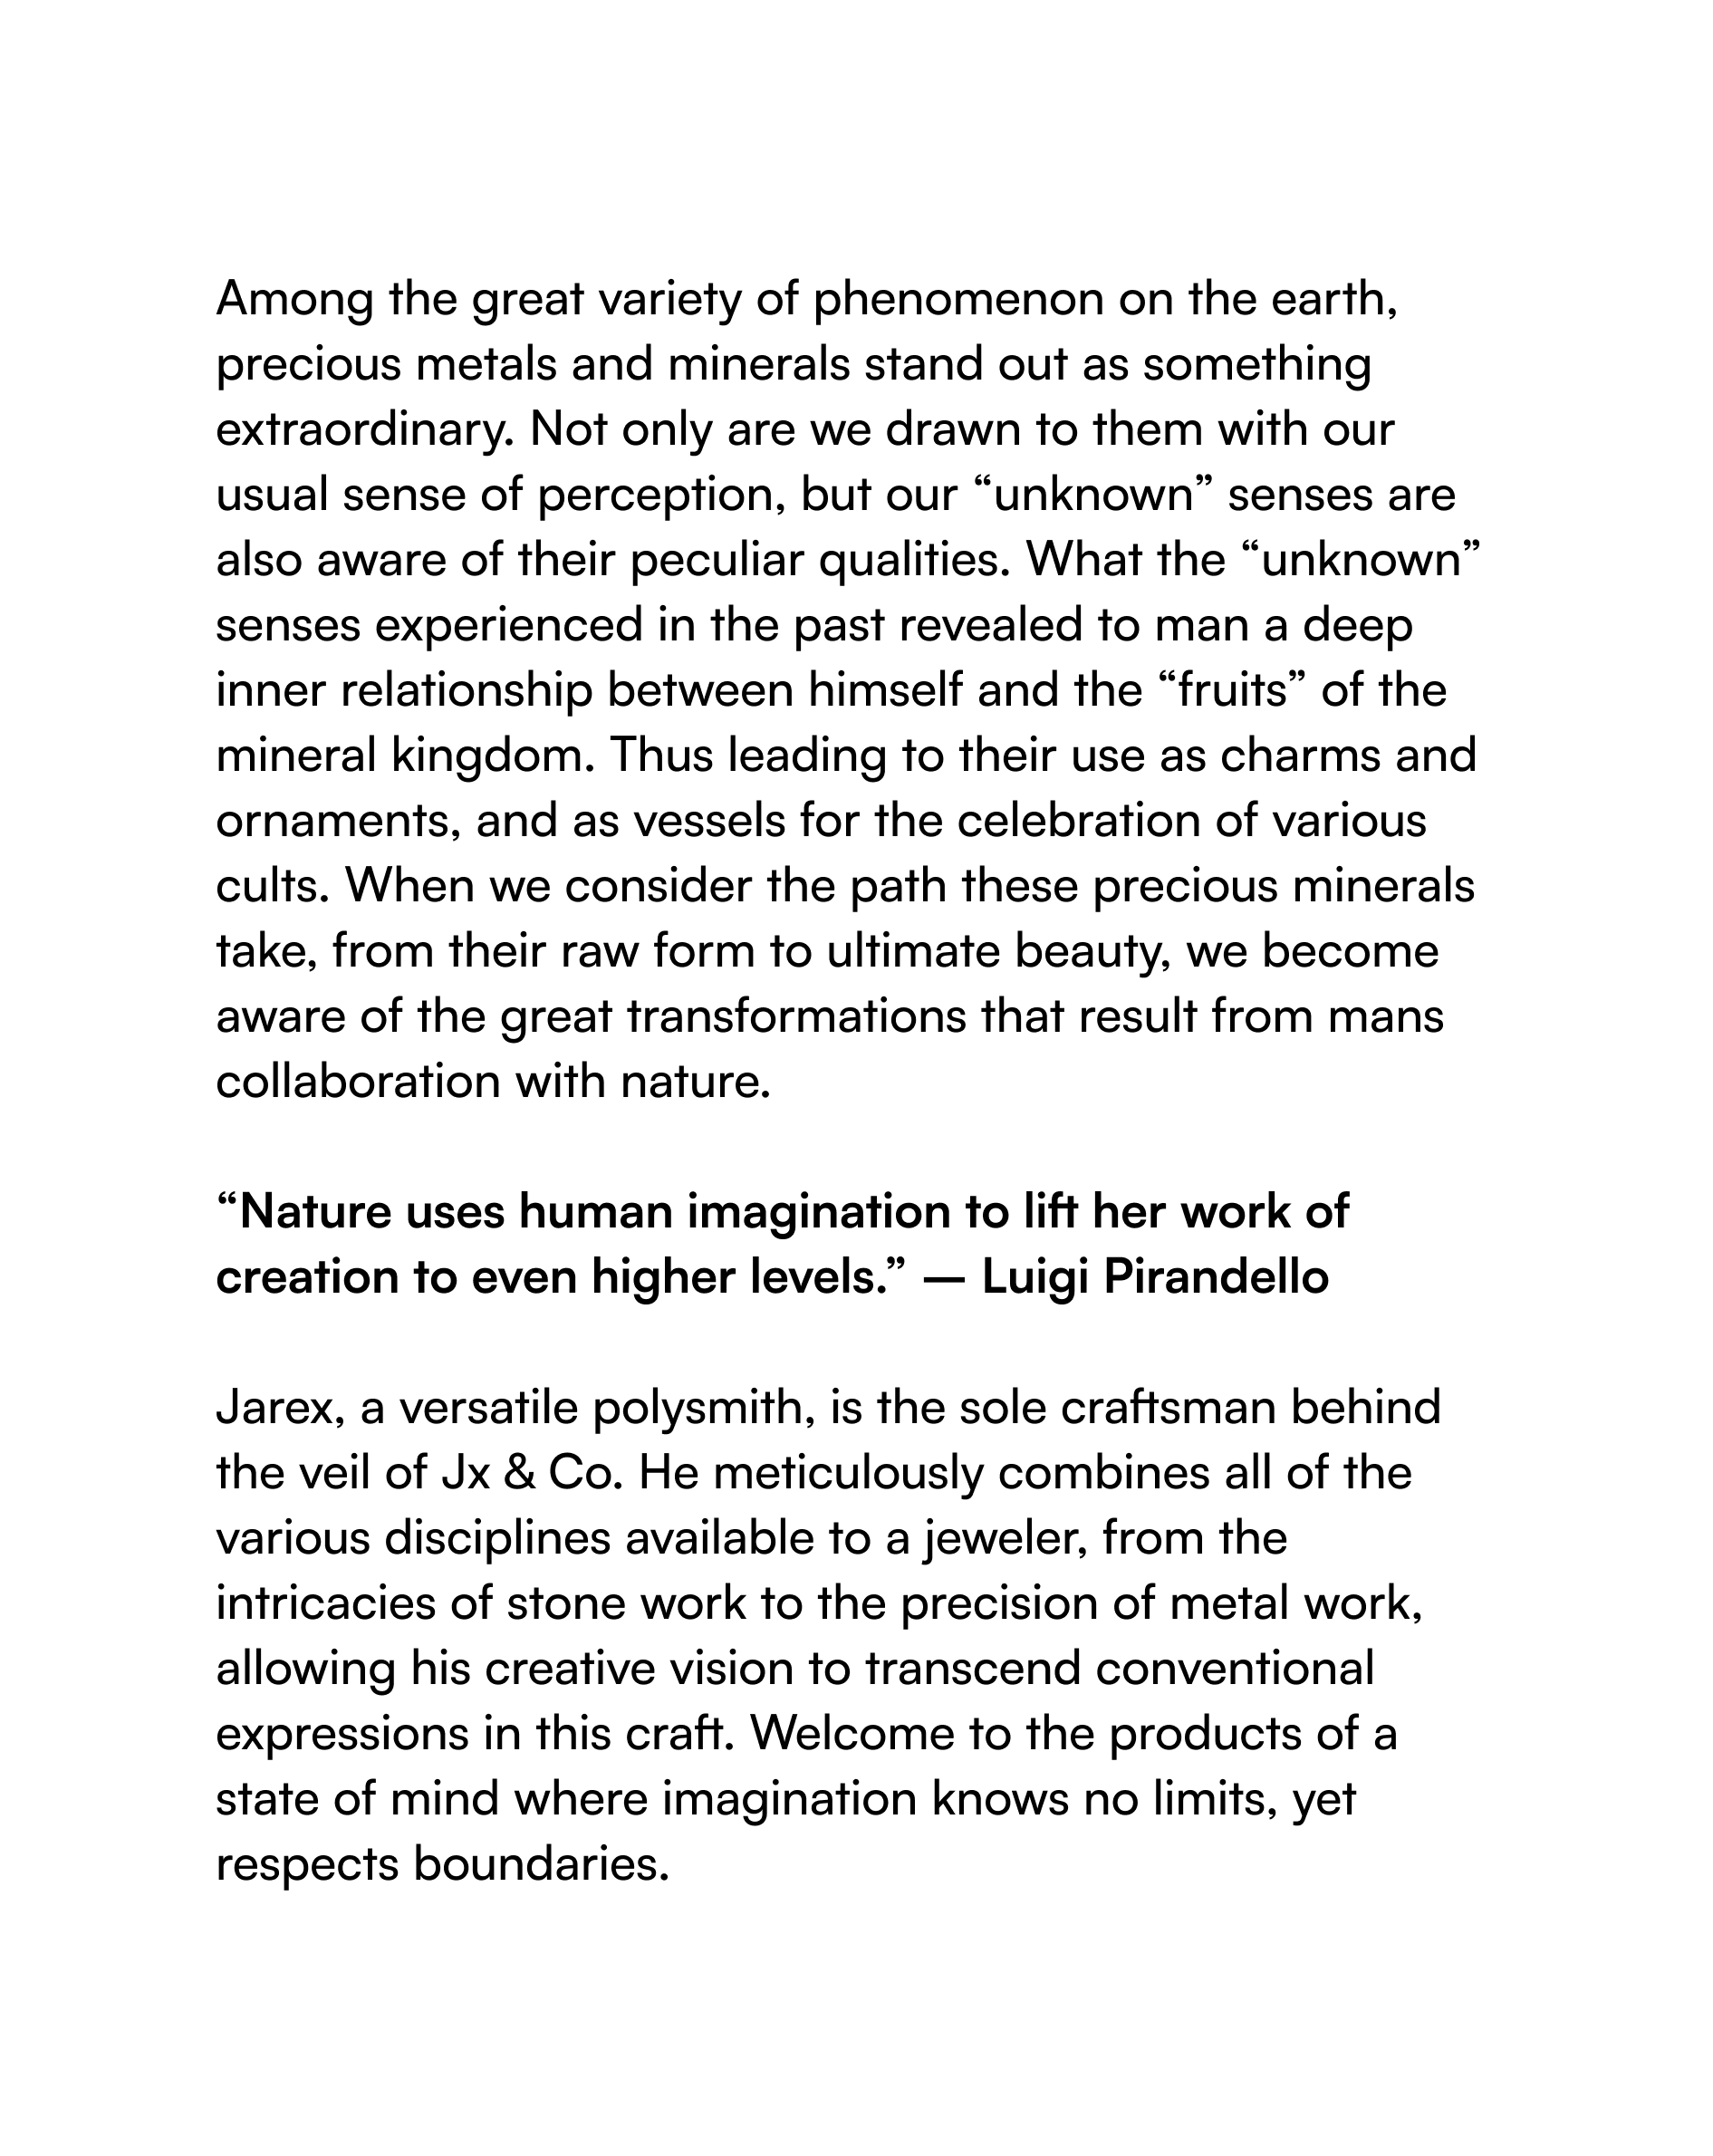 Among the great variety of phenomenon on the earth,
precious metals and minerals stand out as something
extraordinary. Not only are we drawn to them with our
usual sense of perception, but our “unknown” senses are
also aware of their peculiar qualities. What the “unknown”
senses experienced in the past revealed to man a deep
inner relationship between himself and the “fruits” of the
mineral kingdom. Thus leading to their use as charms and
ornaments, and as vessels for the celebration of various
cults. When we consider the path these precious minerals
take, from their raw form to ultimate beauty, we become
aware of the great transformations that result from mans
collaboration with nature.
“Nature uses human imagination to lift her work of
creation to even higher levels.” — Luigi Pirandello
Jarex, a versatile polysmith, is the sole craftsman behind
the veil of Jx & Co. He meticulously combines all of the
various disciplines available to a jeweler, from the
intricacies of stone work to the precision of metal work,
allowing his creative vision to transcend conventional
expressions in this craft. Welcome to the products of a
state of mind where imagination knows no limits, yet
respects boundaries.